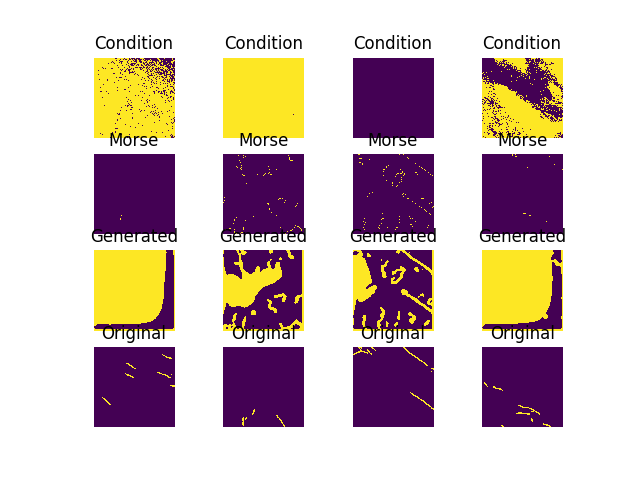 Condition Condition Condition Condition
Morse Morse Morse Morse
Generated Generated Generated Generated
Original Original Original Original